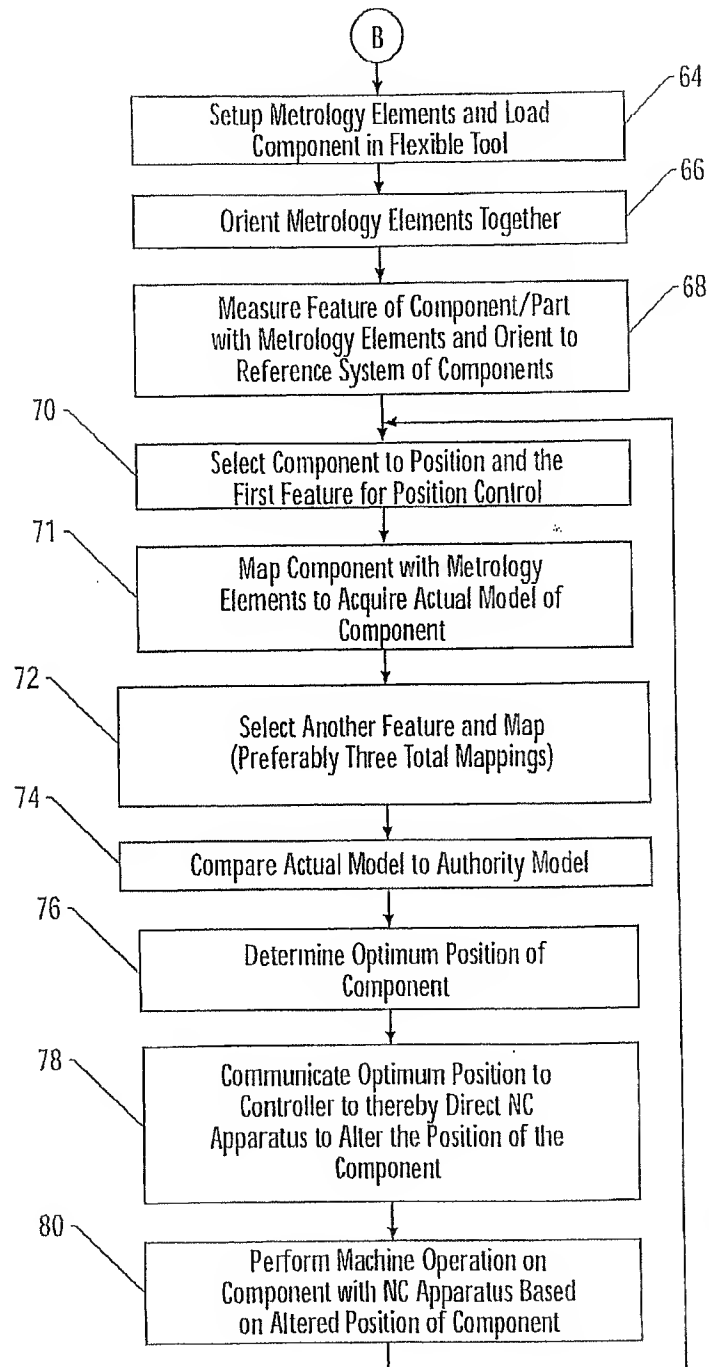 B
64
Setup Metrology Elements and Load
Component in Flexible Tool
66
Orient Metrology Elements Together
68
Measure Feature of Component/Part
with Metrology Elements and Orient to
Reference System of Components
70
Select Component to Position and the
First Feature for Position Control
71
Map Component with Metrology
Elements to Acquire Actual Model of
Component
72
Select Another Feature and Map
(Preferably Three Total Mappings)
74
Compare Actual Model to Authority Model
76
Determine Optimum Position of
Component
78
Communicate Optimum Position to
Controller to thereby Direct NC
Apparatus to Alter the Position of the
Component
80
Perform Machine Operation on
Component with NC Apparatus Based
on Altered Position of Component